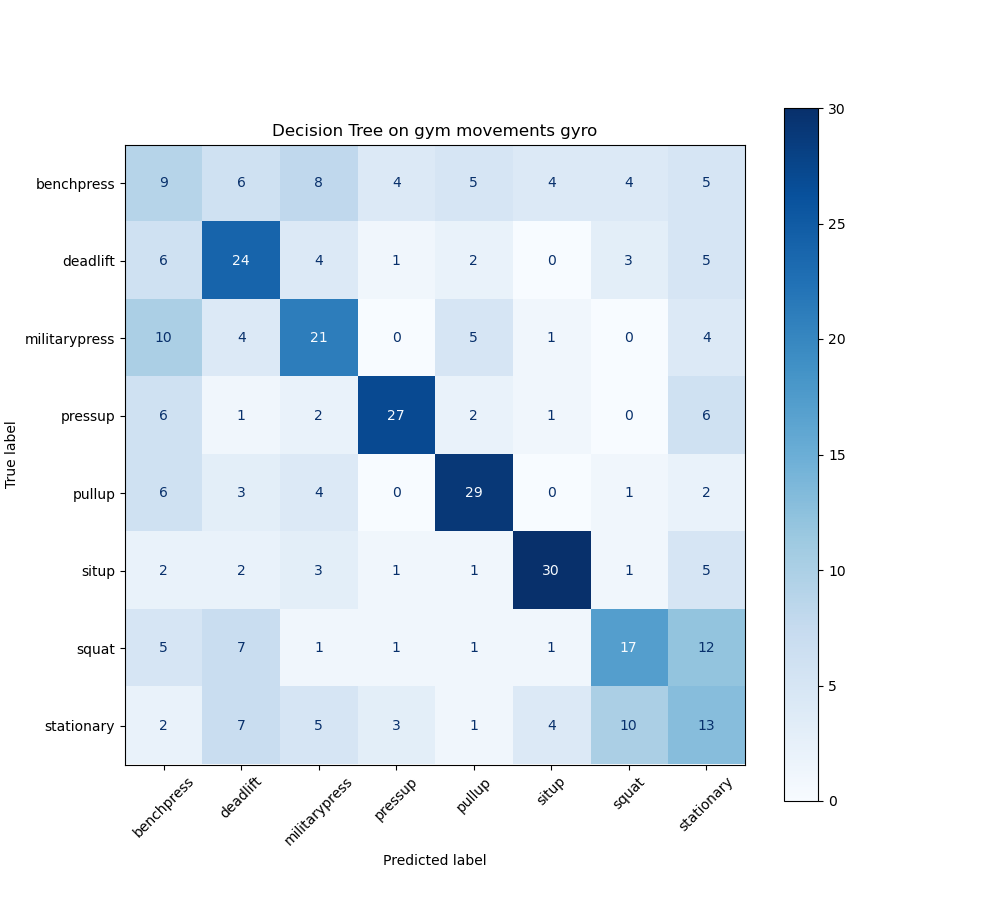 Decision Tree on gym movements gyro
30
25
20
15
10
5
0
True label
benchpress 9 6 8 4 5 4 4 5
deadlift 6 24 4 1 2 0 3 5
militarypress 10 4 21 0 5 1 0 4
pressup 6 1 2 27 2 1 0 6
pullup 6 3 4 0 29 0 1 2
situp 2 2 3 1 1 30 1 5
squat 5 7 1 1 1 1 17 12
stationary 2 7 5 3 1 4 10 13
benchpress deadlift militarypress pressup pullup situp squat stationary
Predicted label